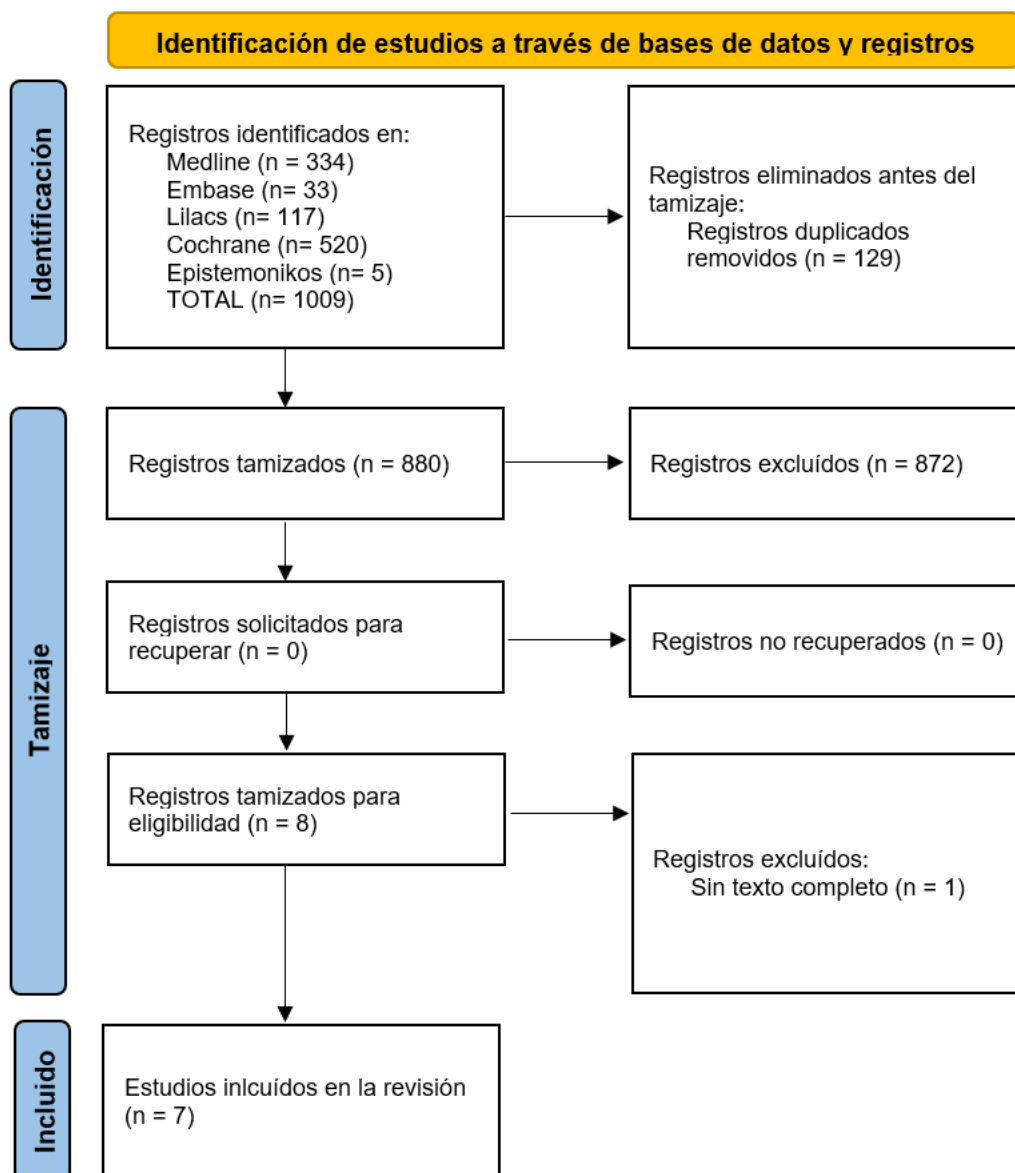 Identificación de estudios a través de bases de datos y registros
Identificación
Registros identificados en:
Medline (n = 334)
Embase (n= 33)
Lilacs (n= 117)
Cochrane (n= 520)
Epistemonikos (n= 5)
TOTAL (n= 1009)
Registros eliminados antes del
tamizaje:
Registros duplicados
removidos (n = 129)
Tamizaje
Registros tamizados (n = 880)
Registros excluídos (n = 872)
Registros solicitados para
recuperar (n = 0)
Registros no recuperados (n = 0)
Registros tamizados para
eligibilidad (n = 8)
Registros excluídos:
Sin texto completo (n = 1)
Incluido
Estudios inlcuídos en la revisión
(n = 7)